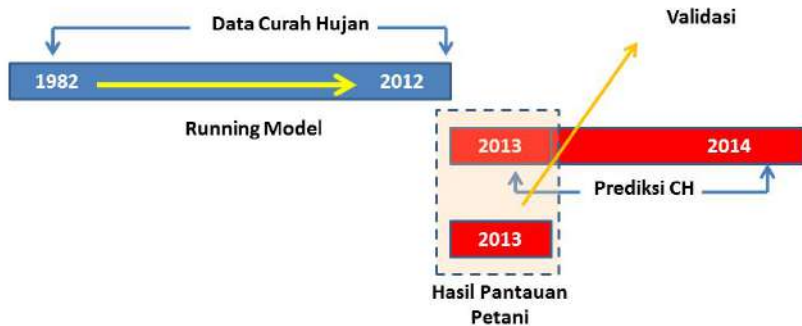 Data Curah Hujan
Validasi
1982
2012
Running Model
2013
2014
Prediksi CH
2013
Hasil Pantauan
Petani